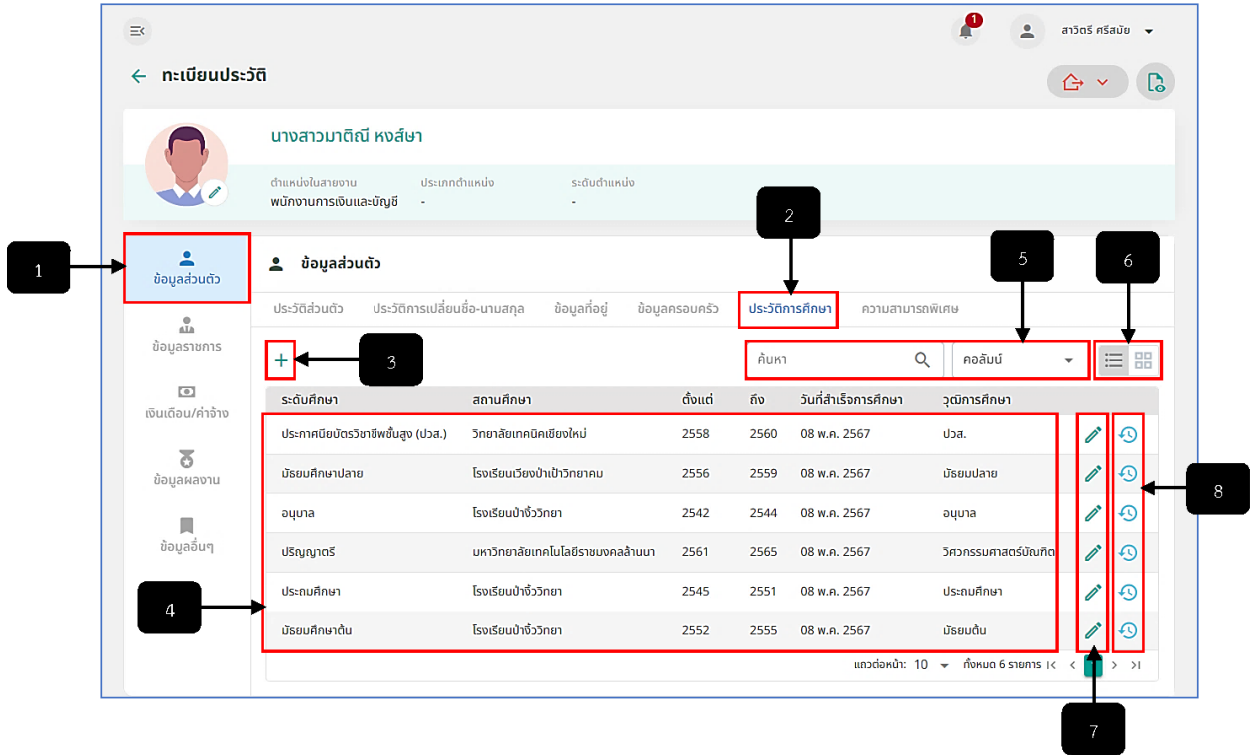 1
สาวิตรี ศรีสมัย
ทะเบียนประวัติ
นางสาวมาติณี หงส์ษา
ตำแหน่งในสายงาน ประเภทตำแหน่ง ระดับตำแหน่ง
พนักงานการเงินและบัญชี - -
2
1
ข้อมูลส่วนตัว
ข้อมูลราชการ
เงินเดือน/ค่าจ้าง
ข้อมูลผลงาน
ข้อมูลอื่นๆ
ข้อมูลส่วนตัว
5
6
ประวัติส่วนตัว ประวัติการเปลี่ยนชื่อ-นามสกุล ข้อมูลที่อยู่ ข้อมูลครอบครัว ประวัติการศึกษา ความสามารถพิเศษ
3
ค้นหา คอลัมน์
ระดับศึกษา สถานศึกษา ตั้งแต่ ถึง วันที่สำเร็จการศึกษา วุฒิการศึกษา
ประกาศนียบัตรวิชาชีพชั้นสูง (ปวส.) วิทยาลัยเทคนิคเชียงใหม่ 2558 2560 08 พ.ค. 2567 ปวส.
มัธยมศึกษาปลาย โรงเรียนเวียงป่าเป้าวิทยาคม 2556 2559 08 พ.ค. 2567 มัธยมปลาย
8
อนุบาล โรงเรียนป่างิ้ววิทยา 2542 2544 08 พ.ค. 2567 อนุบาล
ปริญญาตรี มหาวิทยาลัยเทคโนโลยีราชมงคลล้านนา 2561 2565 08 พ.ค. 2567 วิศวกรรมศาสตร์บัณฑิต
ประถมศึกษา โรงเรียนป่างิ้ววิทยา 2545 2551 08 พ.ค. 2567 ประถมศึกษา
4
มัธยมศึกษาต้น โรงเรียนป่างิ้ววิทยา 2552 2555 08 พ.ค. 2567 มัธยมต้น
แถวต่อหน้า: 10 ทั้งหมด 6 รายการ
7